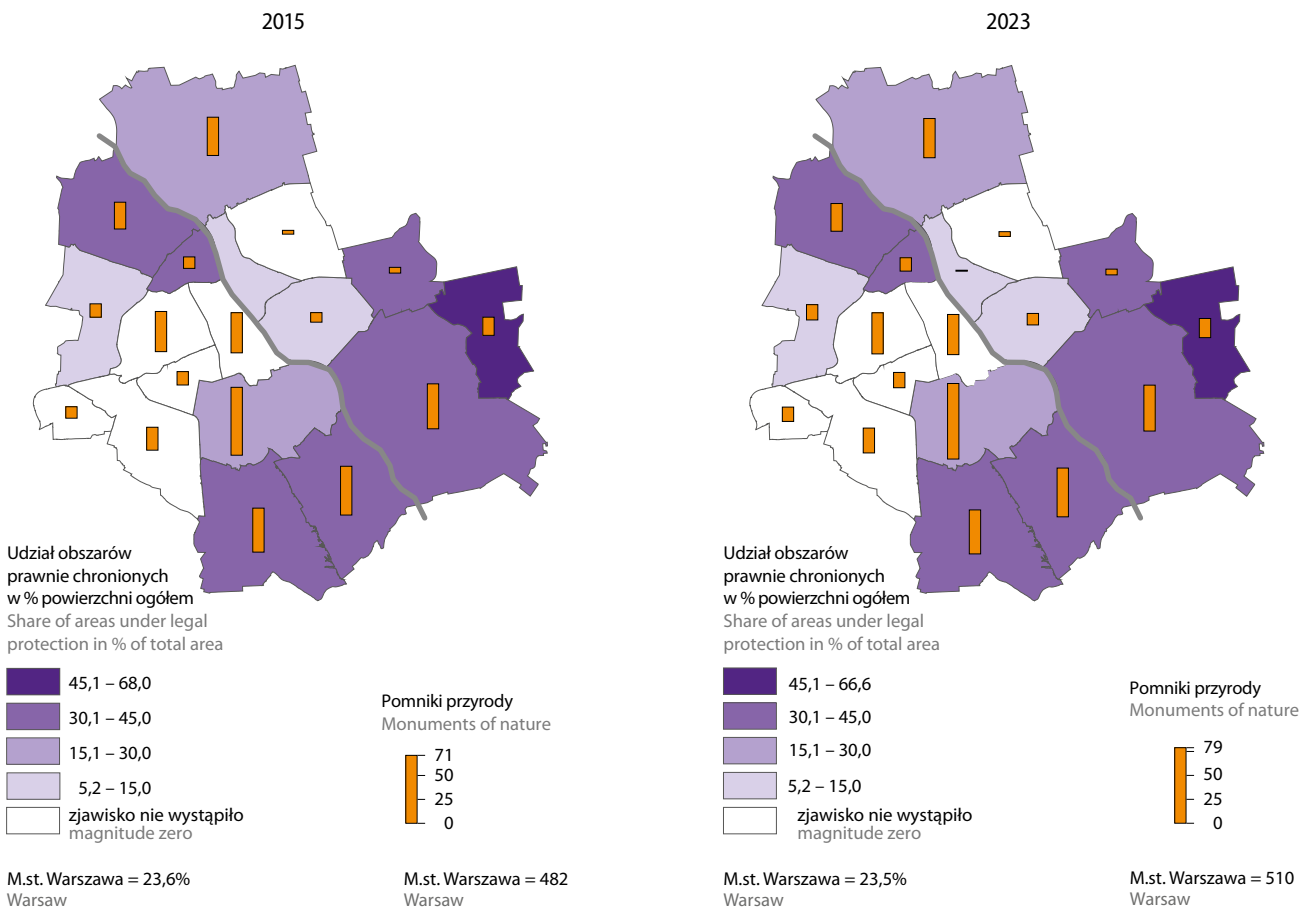 2015
Udział obszarów
prawnie chronionych
w % powierzchni ogółem
Share of areas under legal
protection in % of total area
45,1 – 68,0
30,1 – 45,0
15,1 – 30,0
5,2 – 15,0
zjawisko nie wystąpiło
magnitude zero
Pomniki przyrody
Monuments of nature
71
50
25
0
M.st. Warszawa = 23,6%
Warsaw
M.st. Warszawa = 482
Warsaw
2023
Udział obszarów
prawnie chronionych
w % powierzchni ogółem
Share of areas under legal
protection in % of total area
45,1 – 66,6
30,1 – 45,0
15,1 – 30,0
5,2 – 15,0
zjawisko nie wystąpiło
magnitude zero
Pomniki przyrody
Monuments of nature
79
50
25
0
M.st. Warszawa = 23,5%
Warsaw
M.st. Warszawa = 510
Warsaw